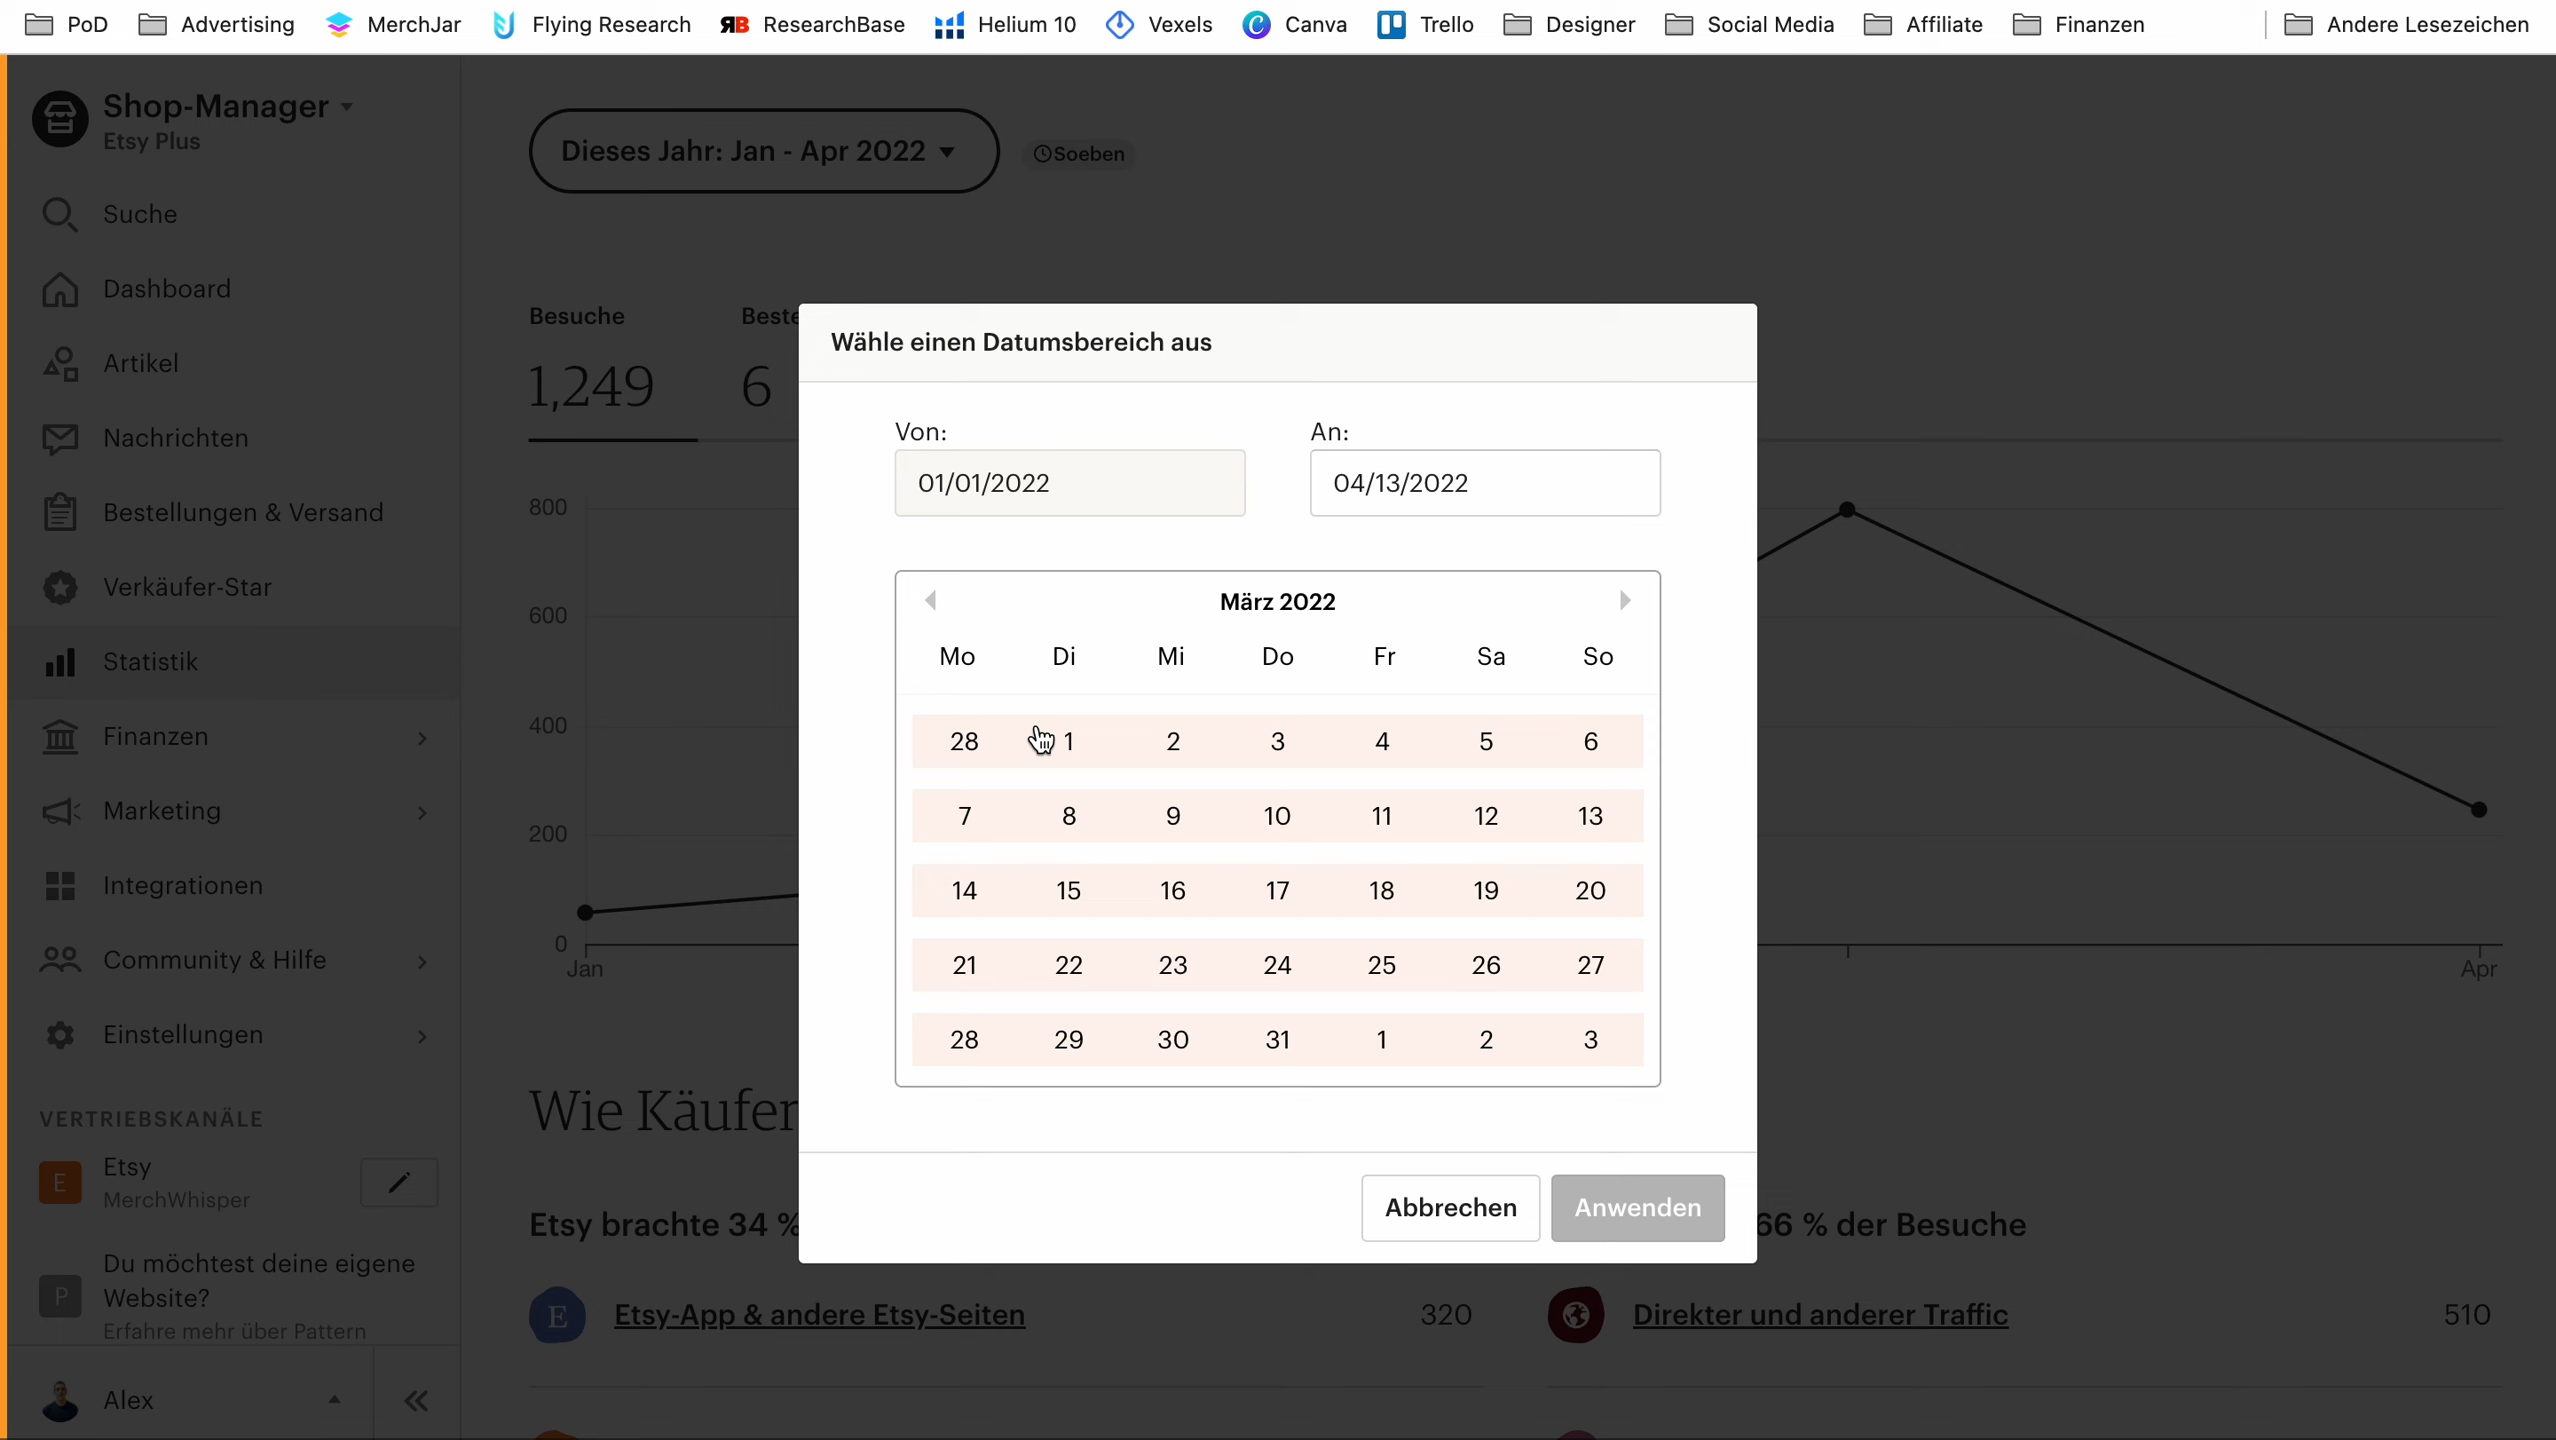 PoD Advertising MerchJar Flying Research ResearchBase Helium 10 Vexels Canva Trello Designer Social Media Affiliate Finanzen Andere Lesezeichen
Shop-Manager
Etsy Plus
Suche
Dashboard
Artikel
Nachrichten
Bestellungen & Versand
Verkäufer-Star
Statistik
Finanzen
Marketing
Integrationen
Community & Hilfe
Einstellungen
VERTRIEBSKANÄLE
E Etsy
MerchWhisper
P Du möchtest deine eigene
Website?
Erfahre mehr über Pattern
Alex
Dieses Jahr: Jan - Apr 2022 Soeben
Besuche
1,249
6
800
600
400
200
0
Jan Apr
Wähle einen Datumsbereich aus
Von: An:
01/01/2022 04/13/2022
März 2022
Mo Di Mi Do Fr Sa So
28 1 2 3 4 5 6
7 8 9 10 11 12 13
14 15 16 17 18 19 20
21 22 23 24 25 26 27
28 29 30 31 1 2 3
Abbrechen Anwenden
Wie Käufer
Etsy brachte 34 % 66 % der Besuche
E Etsy-App & andere Etsy-Seiten 320
Direkter und anderer Traffic 510